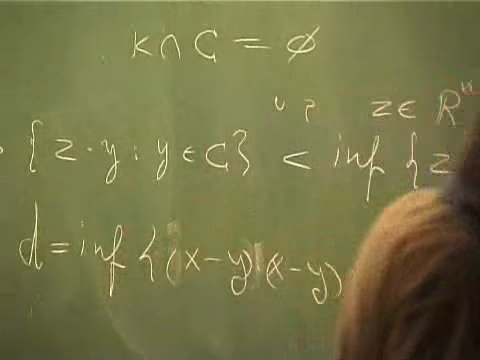 K ∩ C = ∅
z ∈ R^n
{z · y : y ∈ C} < inf {z
d = inf {(x - y) · (x - y)